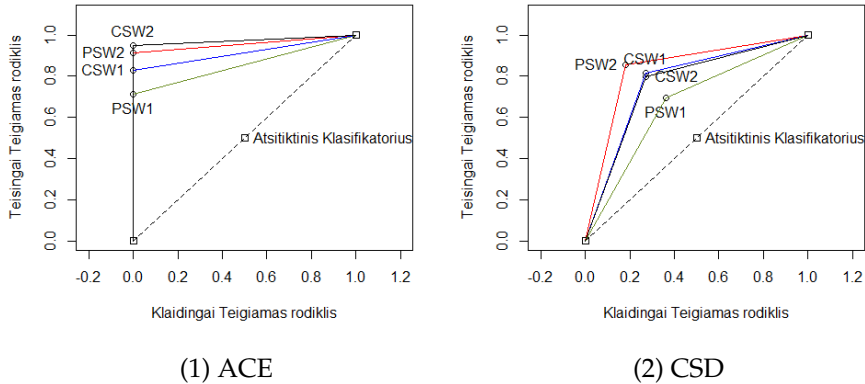 Teisingai Teigiamas rodiklis
1.0
0.8
0.6
0.4
0.2
0.0
CSW2
PSW2
CSW1
PSW1
Atsitiktinis Klasifikatorius
-0.2 0.0 0.2 0.4 0.6 0.8 1.0 1.2
Klaidingai Teigiamas rodiklis
(1) ACE
Teisingai Teigiamas rodiklis
1.0
0.8
0.6
0.4
0.2
0.0
CSW1
PSW2
CSW2
PSW1
Atsitiktinis Klasifikatorius
-0.2 0.0 0.2 0.4 0.6 0.8 1.0 1.2
Klaidingai Teigiamas rodiklis
(2) CSD